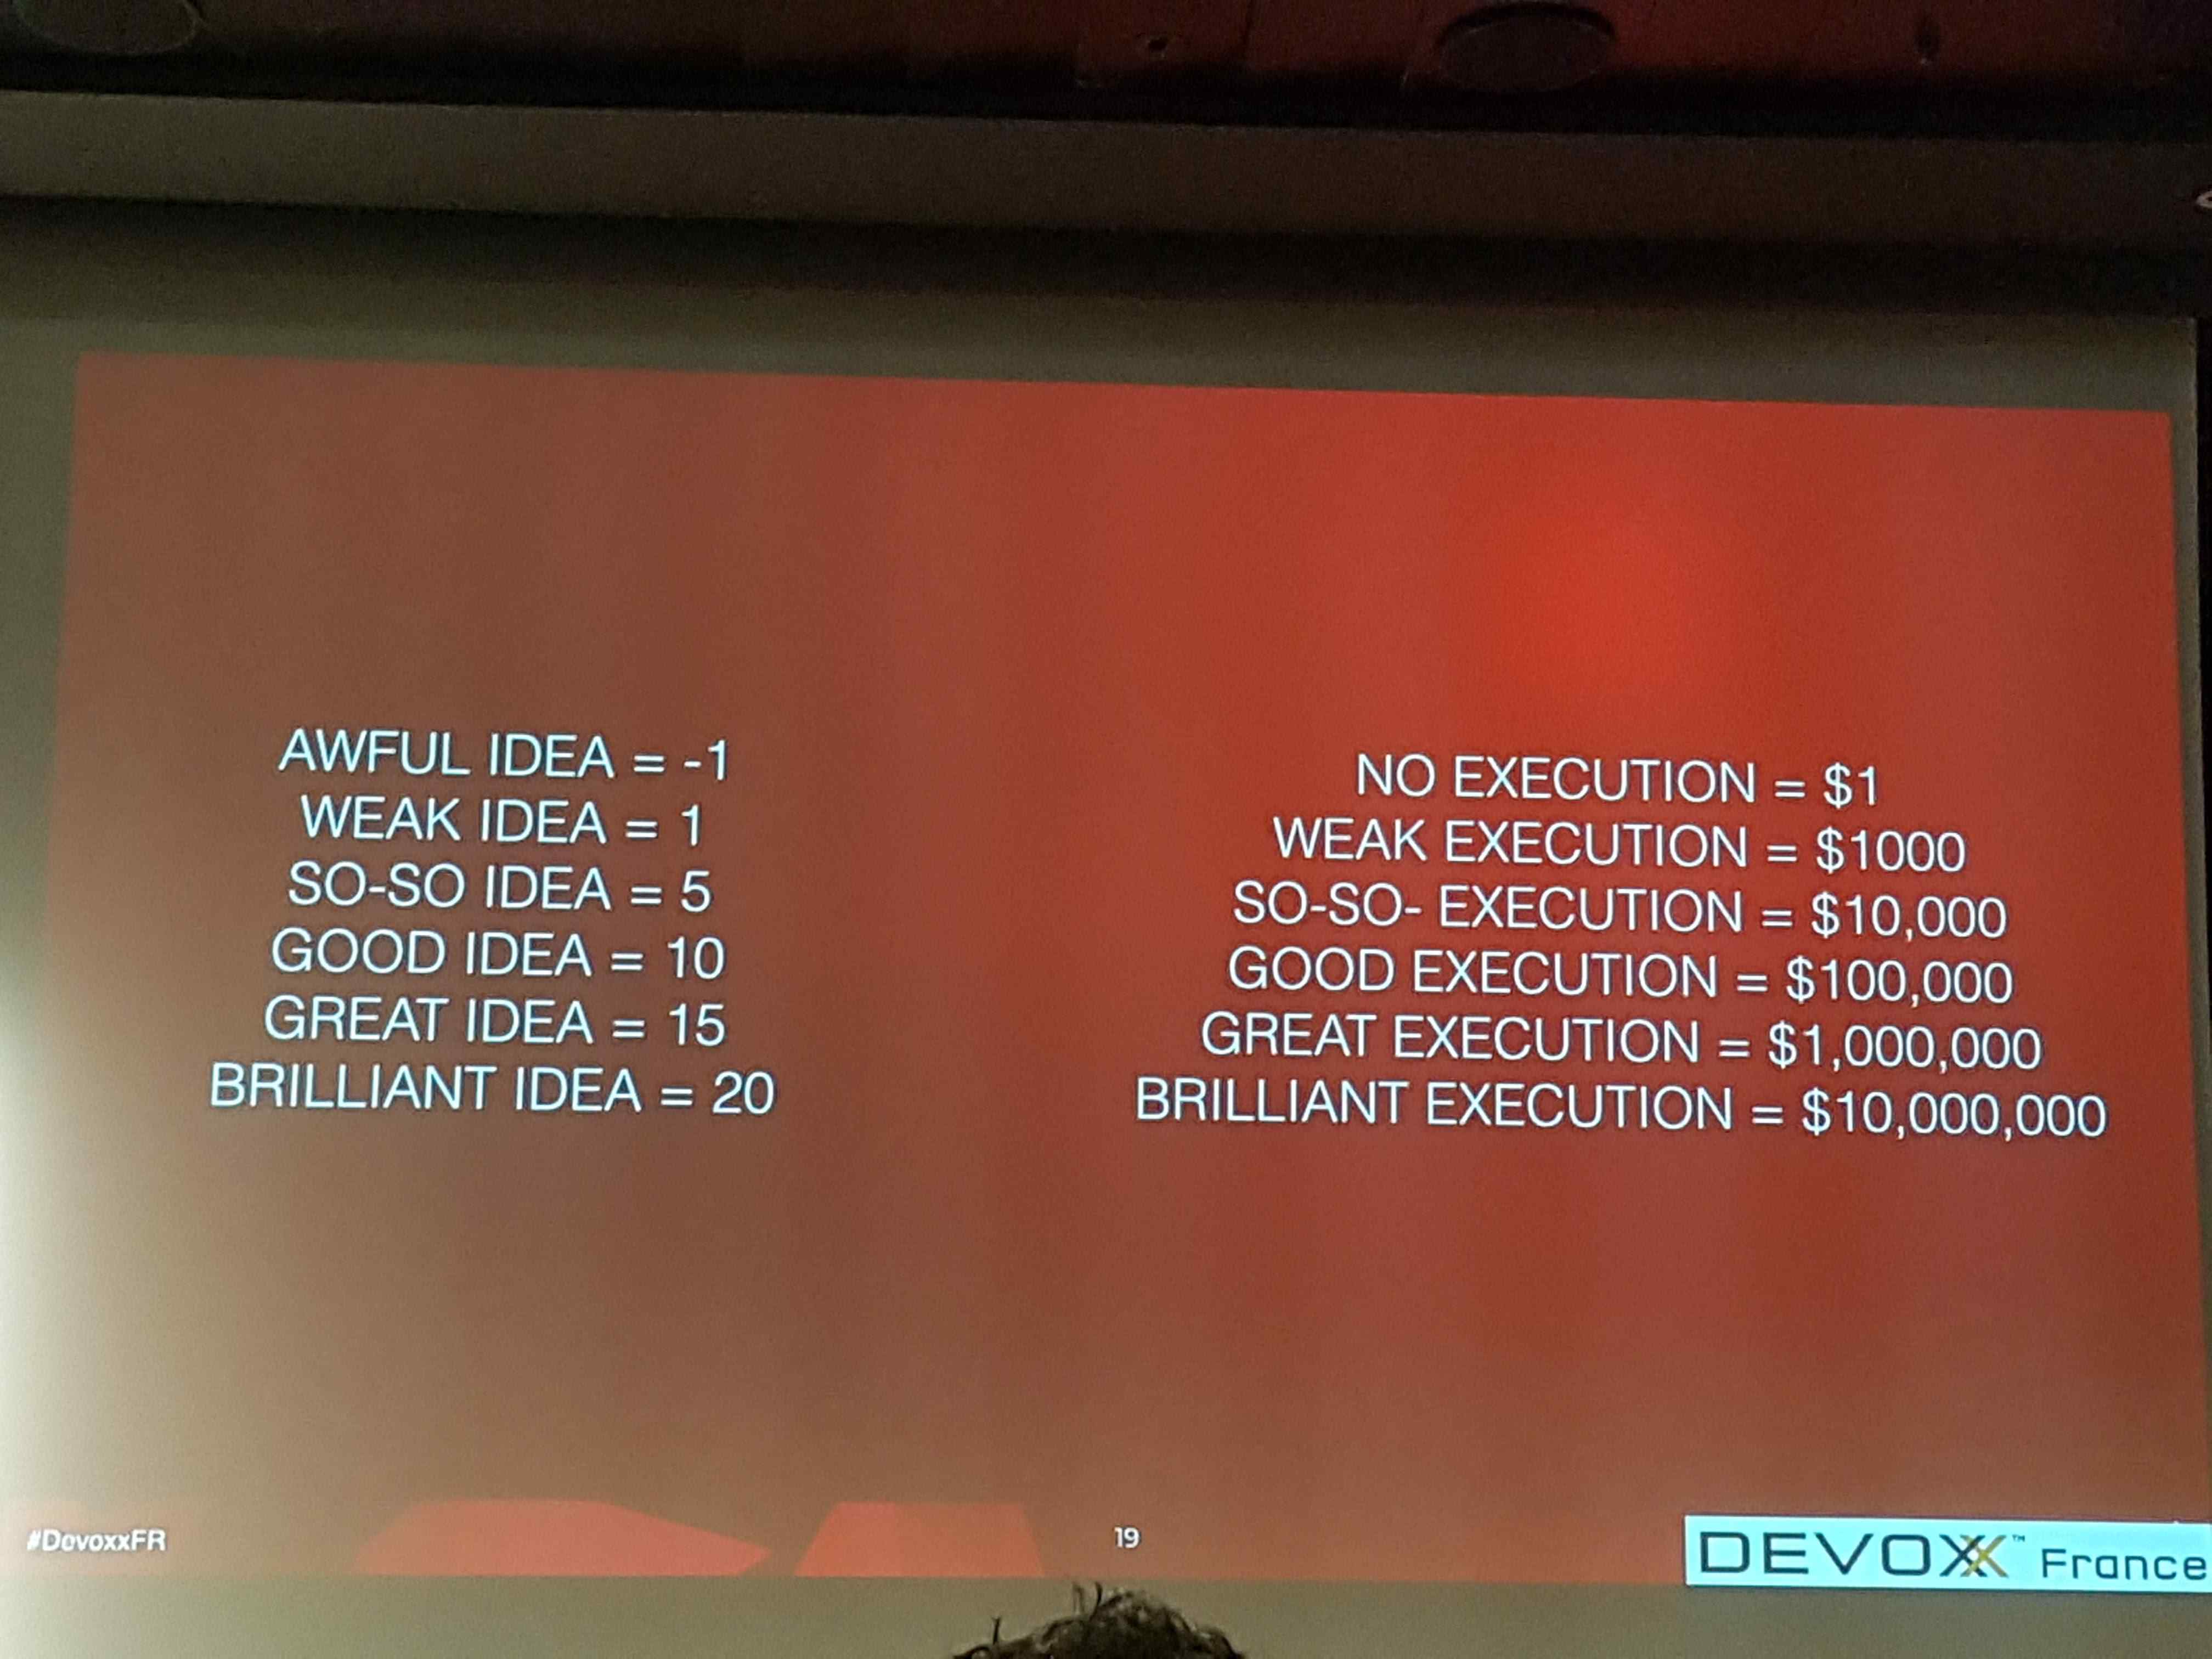 AWFUL IDEA = -1
WEAK IDEA = 1
SO-SO IDEA = 5
GOOD IDEA = 10
GREAT IDEA = 15
BRILLIANT IDEA = 20
NO EXECUTION = $1
WEAK EXECUTION = $1000
SO-SO- EXECUTION = $10,000
GOOD EXECUTION = $100,000
GREAT EXECUTION = $1,000,000
BRILLIANT EXECUTION = $10,000,000
#DevoxxFR
19
DEVOXX™ France